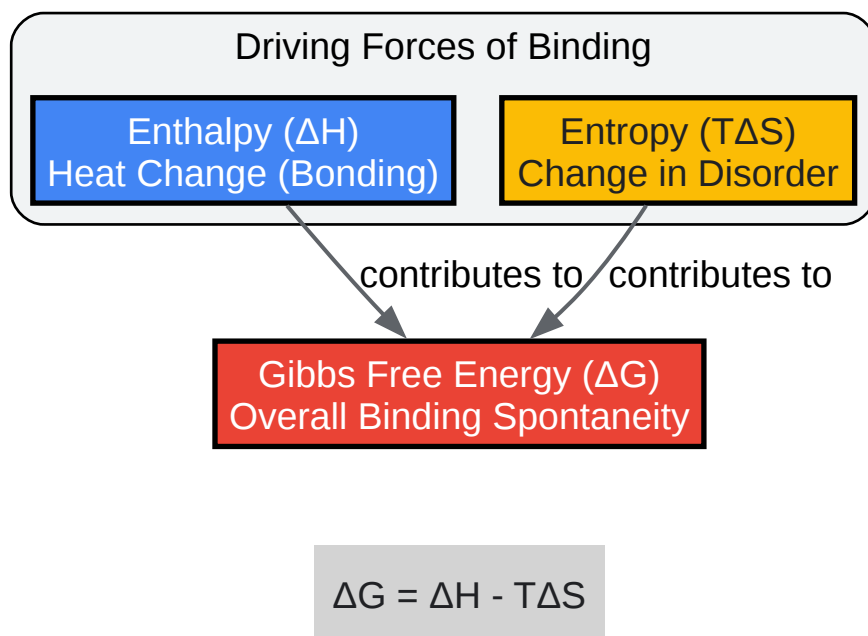 Driving Forces of Binding
Enthalpy (ΔH)
Heat Change (Bonding)
Entropy (TΔS)
Change in Disorder
contributes to
contributes to
Gibbs Free Energy (ΔG)
Overall Binding Spontaneity
ΔG = ΔH - TΔS